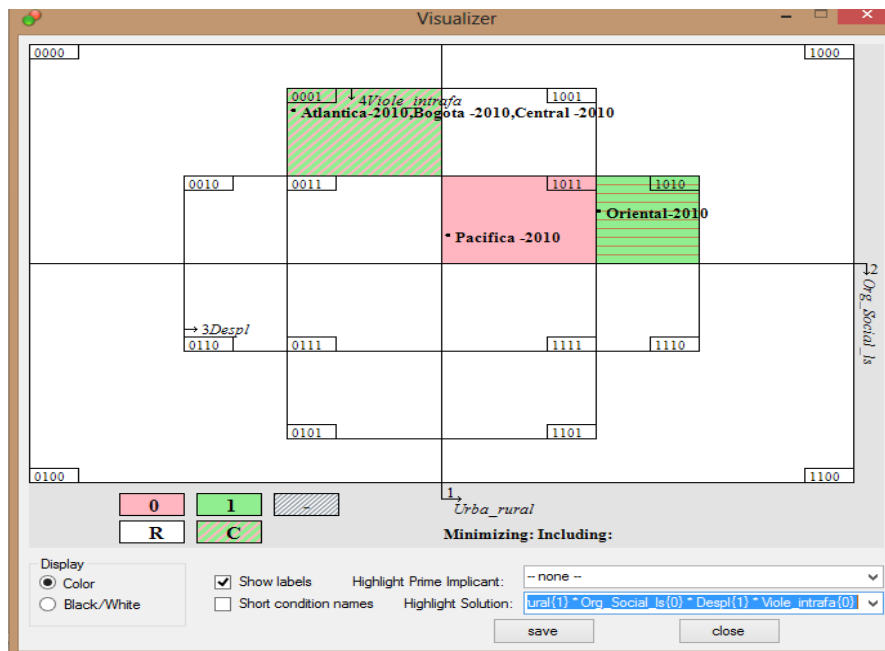 Visualizer
0000
1000
0001
4Viole_intrafa
1001
Atlantica-2010,Bogota -2010,Central -2010
0010
0011
1011
1010
Oriental-2010
Pacifica -2010
2
Org_Social_Is
3Despl
0110
0111
1111
1110
0101
1101
0100
1100
1
Urba_rural
0
1
-
R
C
Minimizing: Including:
Display
Color
Black/White
Show labels
Short condition names
Highlight Prime Implicant:
-- none --
Highlight Solution:
ural{1} * Org_Social_Is{0} * Despl{1} * Viole_intrafa{0}
save
close